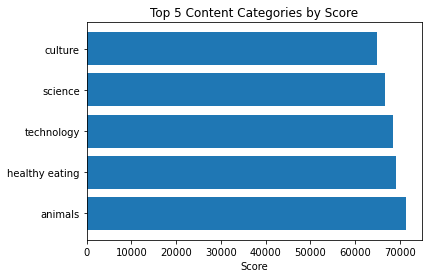 Top 5 Content Categories by Score
culture
science
technology
healthy eating
animals
0 10000 20000 30000 40000 50000 60000 70000
Score